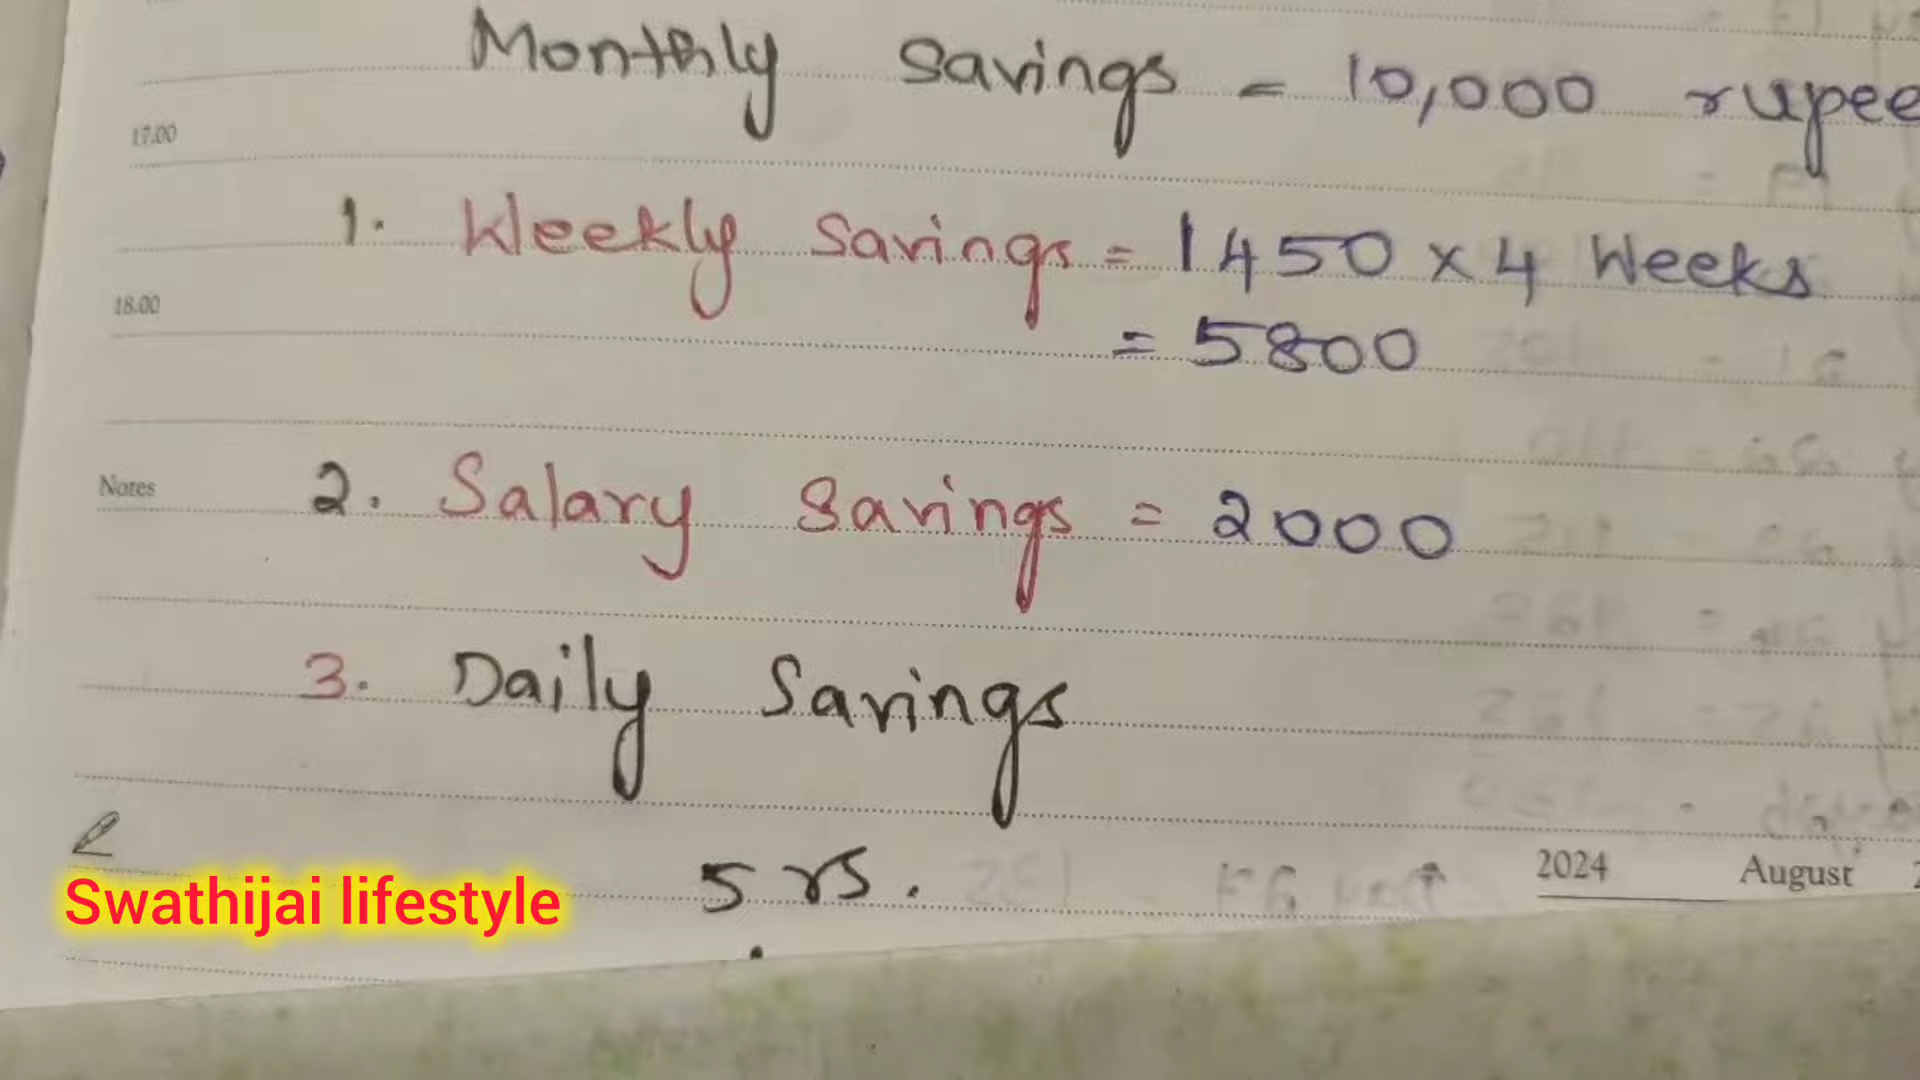 Monthly Savings = 10,000 rupee
17.00
1. Weekly Savings = 1450 x 4 Weeks
18.00
= 5800
Notes
2. Salary Savings = 2000
3. Daily Savings
5 rs.
2024 August
Swathijai lifestyle